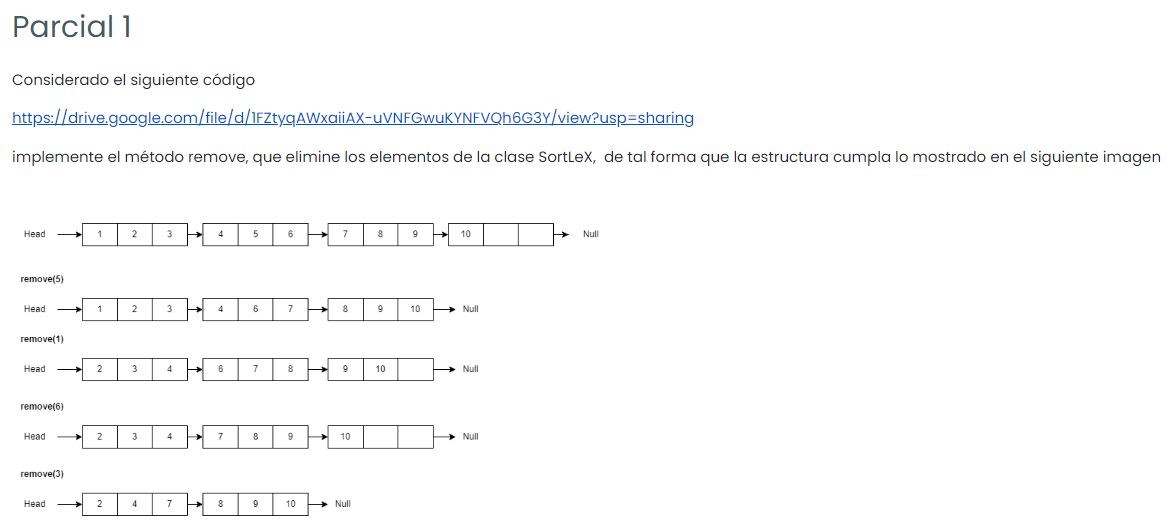 Parcial 1
Considerado el siguiente código
https://drive.google.com/file/d/1FZtyqAWxaiiAX-uVNFGwuKYNFVQh6G3Y/view?usp=sharing
implemente el método remove, que elimine los elementos de la clase SortLeX, de tal forma que la estructura cumpla lo mostrado en el siguiente imagen
Head 1 2 3 4 5 6 7 8 9 10 Null
remove(5)
Head 1 2 3 4 6 7 8 9 10 Null
remove(1)
Head 2 3 4 6 7 8 9 10 Null
remove(6)
Head 2 3 4 7 8 9 10 Null
remove(3)
Head 2 4 7 8 9 10 Null